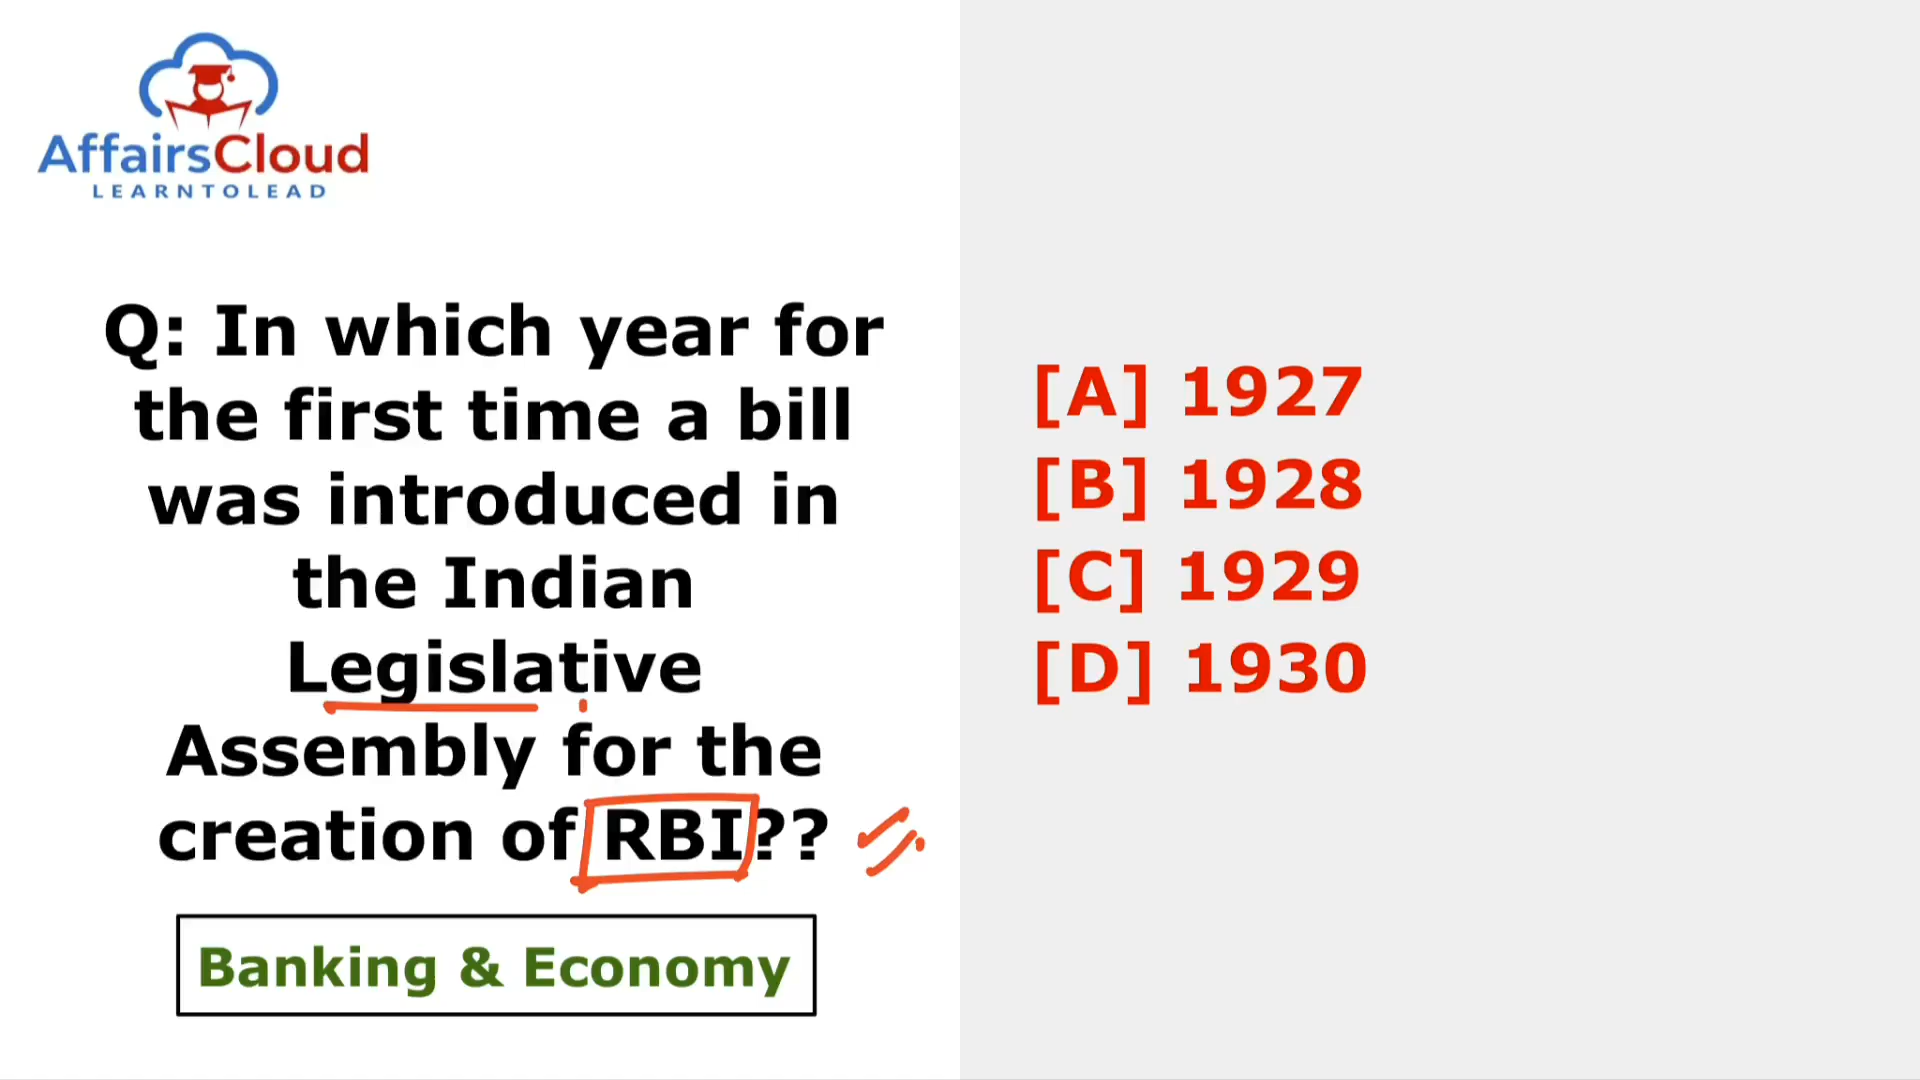 AffairsCloud
LEARNTOLEAD
Q: In which year for
the first time a bill
was introduced in
the Indian
Legislative
Assembly for the
creation of RBI??
Banking & Economy
[A] 1927
[B] 1928
[C] 1929
[D] 1930